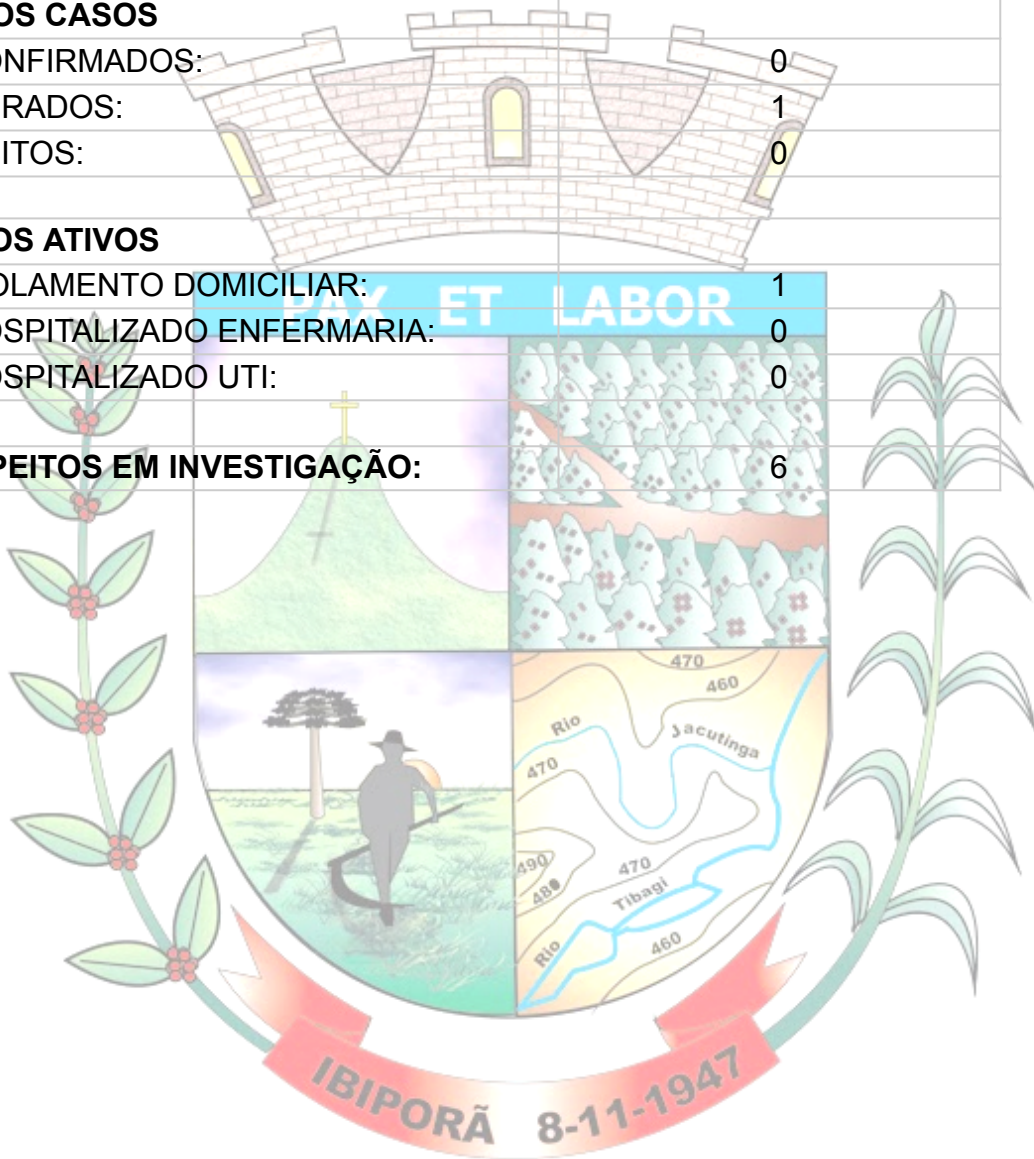 OS CASOS
ONFIRMADOS: 0
RADOS: 1
ITOS: 0
OS ATIVOS
OLAMENTO DOMICILIAR: 1
OSPITALIZADO ENFERMARIA: 0
OSPITALIZADO UTI: 0
PEITOS EM INVESTIGAÇÃO: 6
PAX ET LABOR
470
460
Rio Jacutinga
470
490
480
470
Rio Tibagi
460
IBIPORÃ 8-11-1947